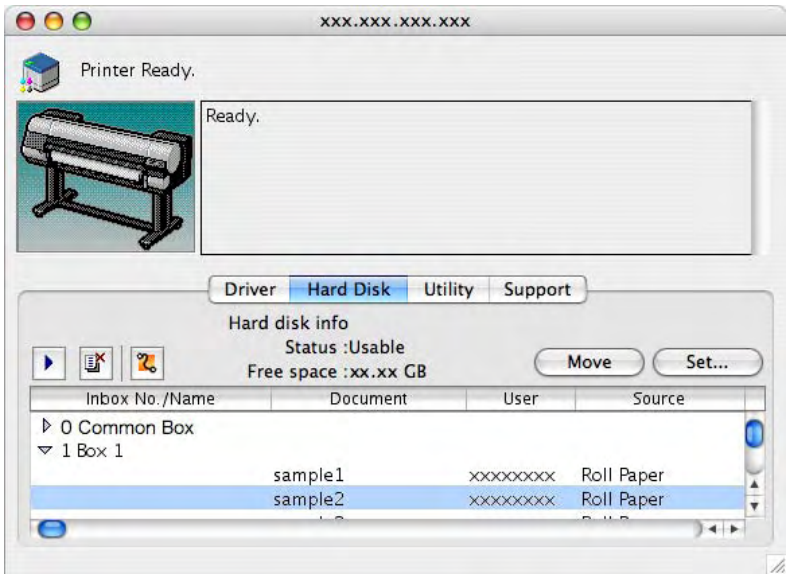 xxx.xxx.xxx.xxx
Printer Ready.
Ready.
Driver Hard Disk Utility Support
Hard disk info
Status :Usable
Free space :xx.xx GB
Move Set...
Inbox No./Name Document User Source
0 Common Box
1 Box 1
sample1 xxxxxxxx Roll Paper
sample2 xxxxxxxx Roll Paper